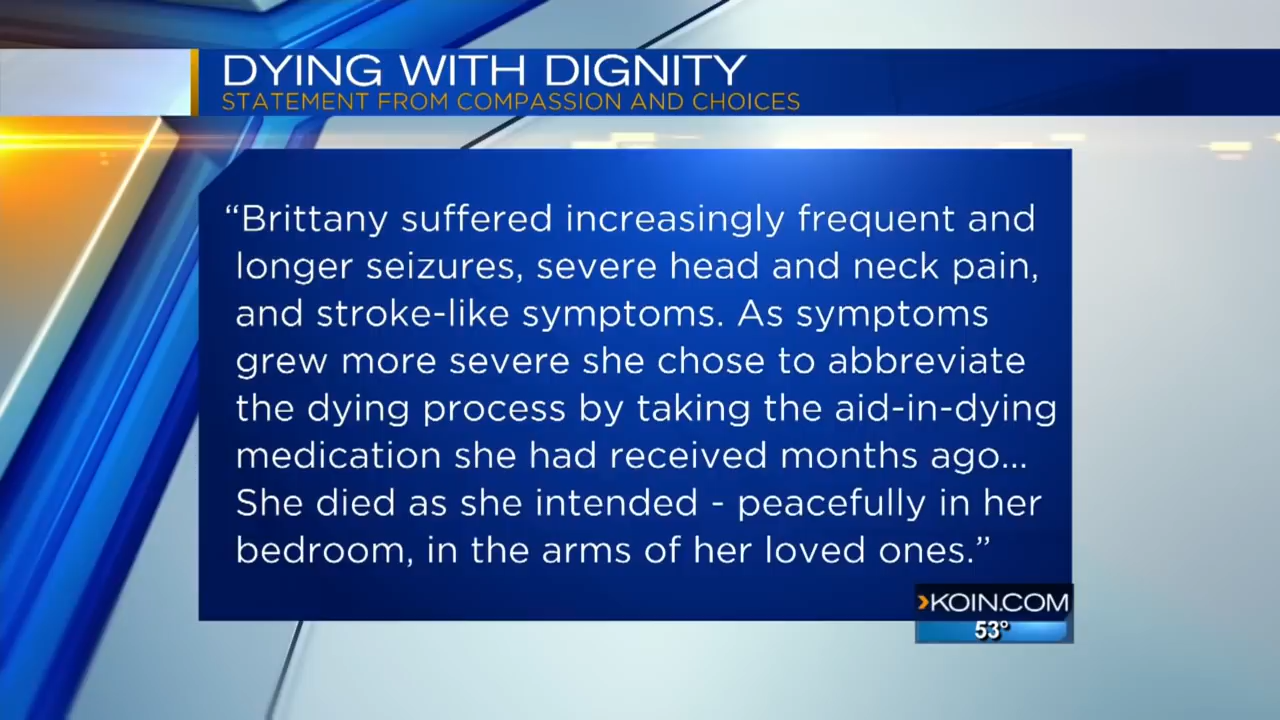 DYING WITH DIGNITY
STATEMENT FROM COMPASSION AND CHOICES
“Brittany suffered increasingly frequent and
longer seizures, severe head and neck pain,
and stroke-like symptoms. As symptoms
grew more severe she chose to abbreviate
the dying process by taking the aid-in-dying
medication she had received months ago...
She died as she intended - peacefully in her
bedroom, in the arms of her loved ones.”
KOIN.COM
53°